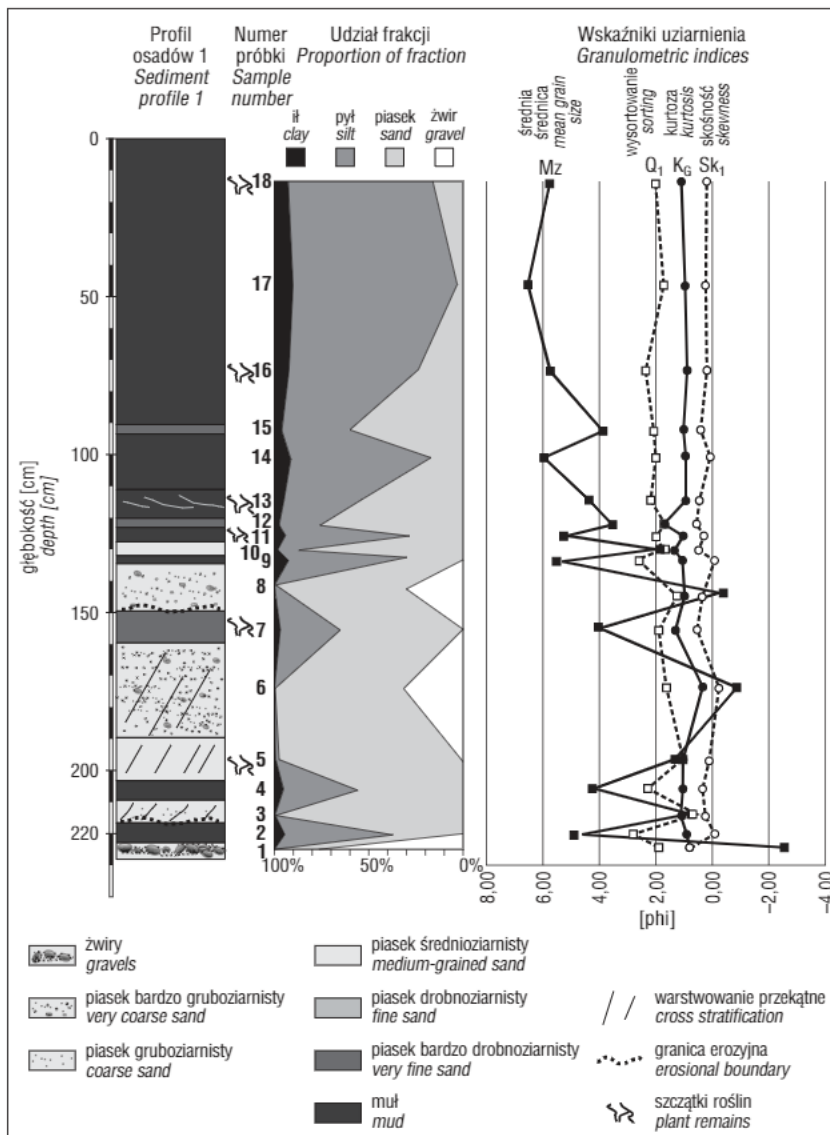 Profil
osadów 1
Sediment
profile 1
Numer
próbki
Sample
number
Udział frakcji
Proportion of fraction
Wskaźniki uziarnienia
Granulometric indices
ił
clay
pył
silt
piasek
sand
żwir
gravel
średnia
średnica
mean grain
size
wysortowanie
sorting
kurtoza
kurtosis
skośność
skewness
Mz
Q1
KG
Sk1
głębokość [cm]
depth [cm]
0
50
100
150
200
220
18
17
16
15
14
13
12
11
10
9
8
7
6
5
4
3
2
1
100%
50%
0%
8,00
6,00
4,00
2,00
0,00
–2,00
–4,00
[phi]
żwiry
gravels
piasek bardzo gruboziarnisty
very coarse sand
piasek gruboziarnisty
coarse sand
piasek średnioziarnisty
medium-grained sand
piasek drobnoziarnisty
fine sand
piasek bardzo drobnoziarnisty
very fine sand
muł
mud
warstwowanie przekątne
cross stratification
granica erozyjna
erosional boundary
szczątki roślin
plant remains